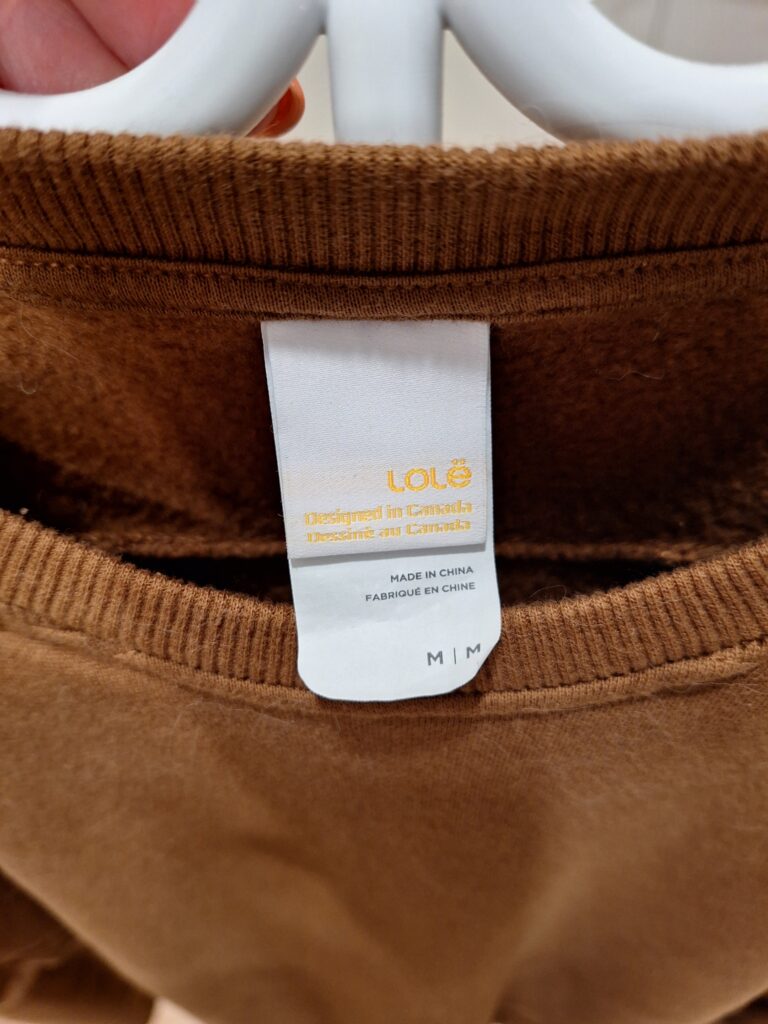 Lolë
Designed in Canada
Dessiné au Canada
MADE IN CHINA
FABRIQUÉ EN CHINE
M | M